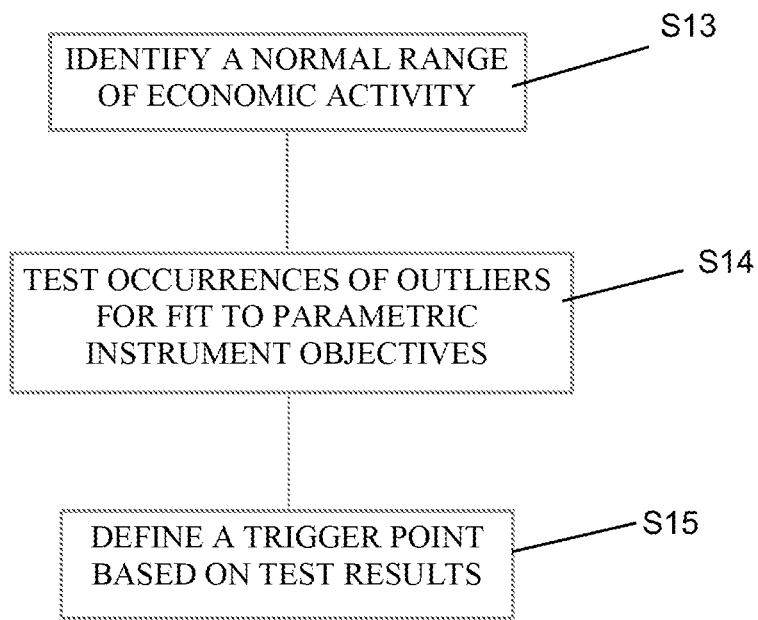 S13
IDENTIFY A NORMAL RANGE
OF ECONOMIC ACTIVITY
S14
TEST OCCURRENCES OF OUTLIERS
FOR FIT TO PARAMETRIC
INSTRUMENT OBJECTIVES
S15
DEFINE A TRIGGER POINT
BASED ON TEST RESULTS